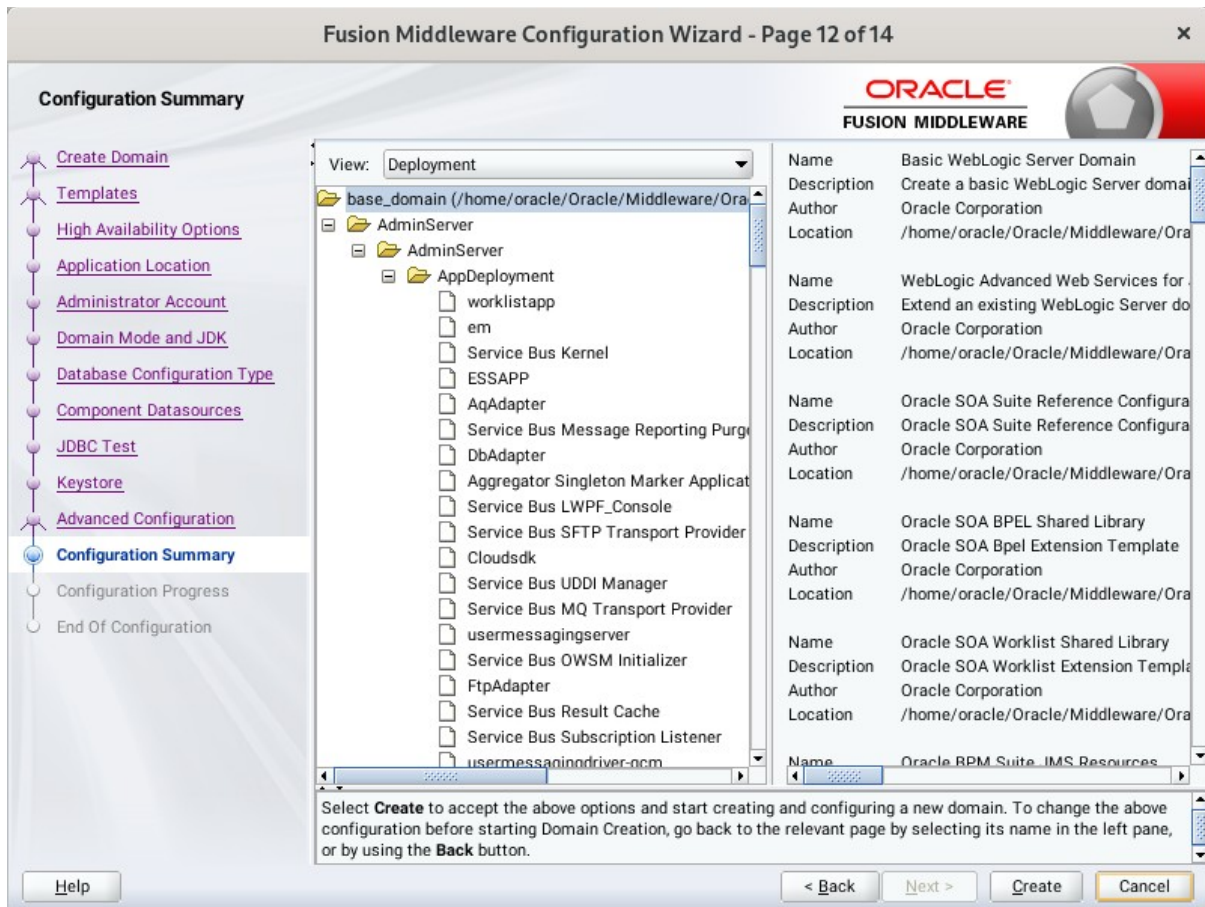 Fusion Middleware Configuration Wizard - Page 12 of 14
Configuration Summary
ORACLE
FUSION MIDDLEWARE
Create Domain
Templates
High Availability Options
Application Location
Administrator Account
Domain Mode and JDK
Database Configuration Type
Component Datasources
JDBC Test
Keystore
Advanced Configuration
Configuration Summary
Configuration Progress
End Of Configuration
View: Deployment
base_domain (/home/oracle/Oracle/Middleware/Ora
AdminServer
AdminServer
AppDeployment
worklistapp
em
Service Bus Kernel
ESSAPP
AqAdapter
Service Bus Message Reporting Purg
DbAdapter
Aggregator Singleton Marker Applicat
Service Bus LWPF_Console
Service Bus SFTP Transport Provider
Cloudsdk
Service Bus UDDI Manager
Service Bus MQ Transport Provider
usermessagingserver
Service Bus OWSM Initializer
FtpAdapter
Service Bus Result Cache
Service Bus Subscription Listener
usermessagingdriver-gcm
Name Basic WebLogic Server Domain
Description Create a basic WebLogic Server domai
Author Oracle Corporation
Location /home/oracle/Oracle/Middleware/Ora
Name WebLogic Advanced Web Services for
Description Extend an existing WebLogic Server do
Author Oracle Corporation
Location /home/oracle/Oracle/Middleware/Ora
Name Oracle SOA Suite Reference Configura
Description Oracle SOA Suite Reference Configura
Author Oracle Corporation
Location /home/oracle/Oracle/Middleware/Ora
Name Oracle SOA BPEL Shared Library
Description Oracle SOA Bpel Extension Template
Author Oracle Corporation
Location /home/oracle/Oracle/Middleware/Ora
Name Oracle SOA Worklist Shared Library
Description Oracle SOA Worklist Extension Templa
Author Oracle Corporation
Location /home/oracle/Oracle/Middleware/Ora
Name Oracle BPM Suite JMS Resources
Select Create to accept the above options and start creating and configuring a new domain. To change the above
configuration before starting Domain Creation, go back to the relevant page by selecting its name in the left pane,
or by using the Back button.
Help
< Back
Next >
Create
Cancel